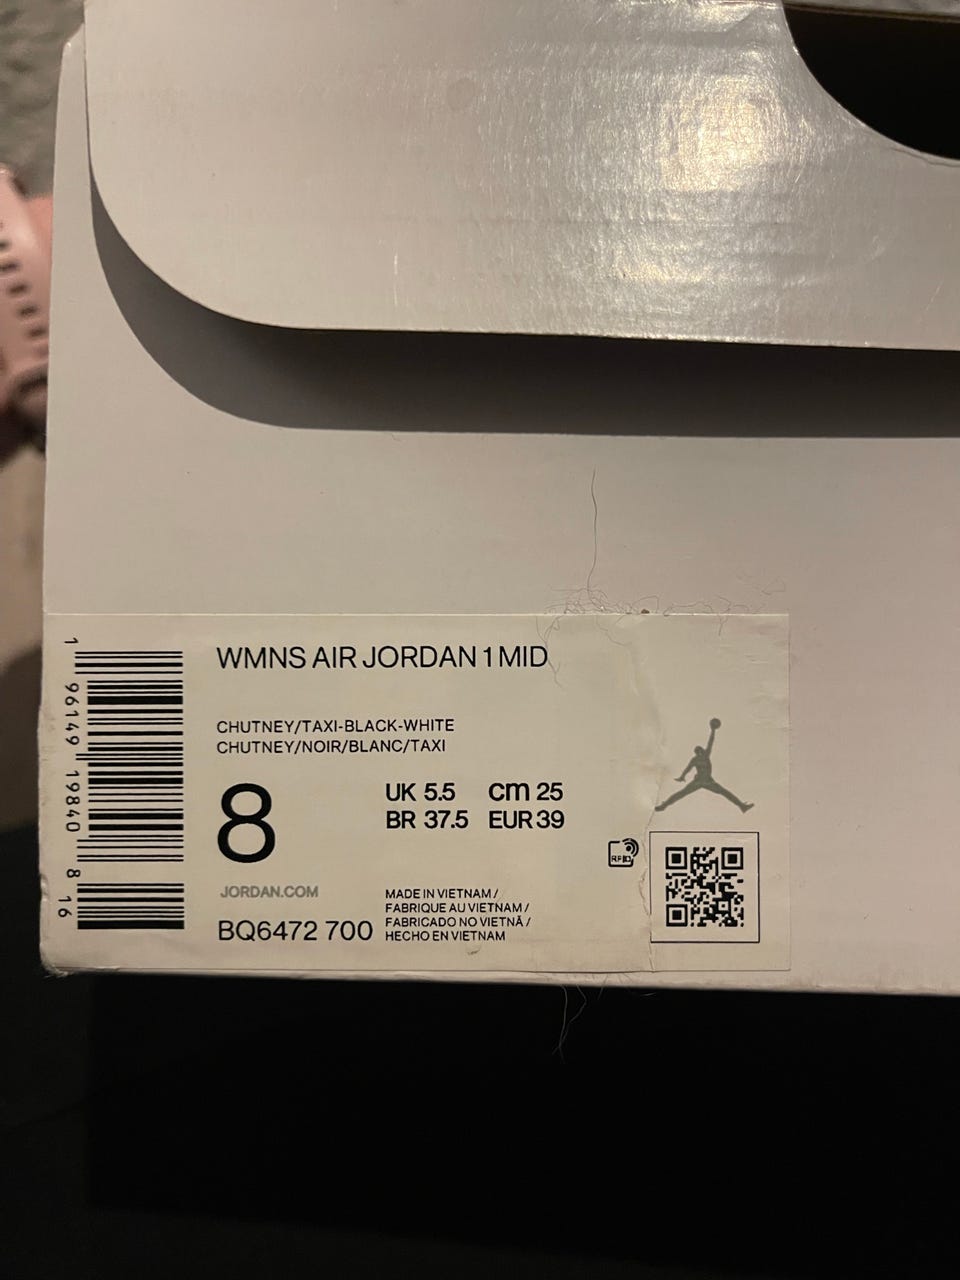 WMNS AIR JORDAN 1 MID
CHUTNEY/TAXI-BLACK-WHITE
CHUTNEY/NOIR/BLANC/TAXI
8
UK 5.5 cm 25
BR 37.5 EUR 39
RFID
JORDAN.COM
MADE IN VIETNAM /
FABRIQUE AU VIETNAM /
FABRICADO NO VIETNÃ /
HECHO EN VIETNAM
BQ6472 700
1 96149 19840 8 16